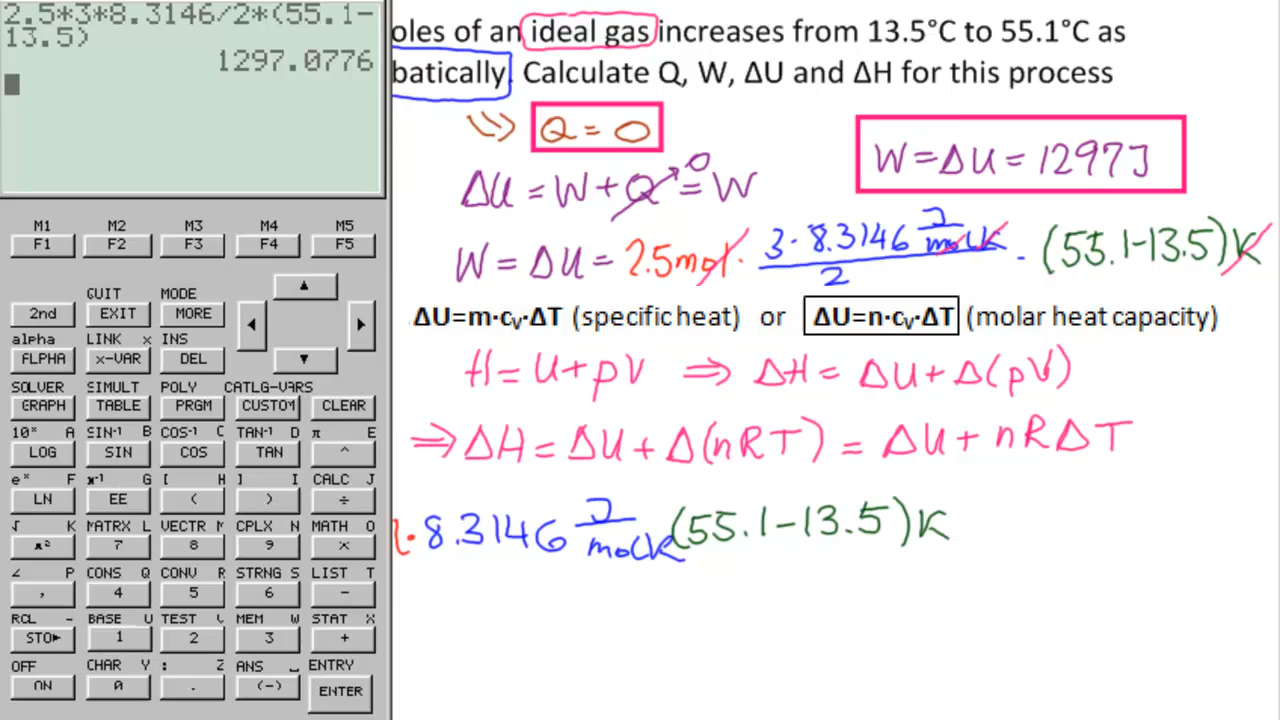 2.5*3*8.3146/2*(55.1-
13.5)
1297.0776
oles of an ideal gas increases from 13.5°C to 55.1°C as
batically. Calculate Q, W, ΔU and ΔH for this process
=> Q = 0
W = ΔU = 1297J
ΔU = W + Q → 0 = W
W = ΔU = 2.5mol · 3 · 8.3146 J/molK / 2 · (55.1-13.5)K
ΔU=m·cv·ΔT (specific heat) or ΔU=n·cv·ΔT (molar heat capacity)
H = U + pV => ΔH = ΔU + Δ(pV)
=> ΔH = ΔU + Δ(nRT) = ΔU + nRΔT
· 8.3146 J/molK (55.1-13.5)K
M1 M2 M3 M4 M5
F1 F2 F3 F4 F5
QUIT MODE
2nd EXIT MORE
alpha LINK x INS
ALPHA x-VAR DEL
SOLVER SIMULT POLY CATLG-VARS
GRAPH TABLE PRGM CUSTOM CLEAR
10ˣ A SIN⁻¹ B COS⁻¹ C TAN⁻¹ D π E
LOG SIN COS TAN ^
eˣ F x⁻¹ G [ H ] I CALC J
LN EE ( ) ÷
√ K MATRX L VECTR M CPLX N MATH O
x² 7 8 9 ×
∠ P CONS Q CONV R STRNG S LIST T
, 4 5 6 -
RCL = BASE U TEST V MEM W STAT X
STO▶ 1 2 3 +
OFF CHAR Y : Z ANS ␣ ENTRY
ON 0 . (-) ENTER